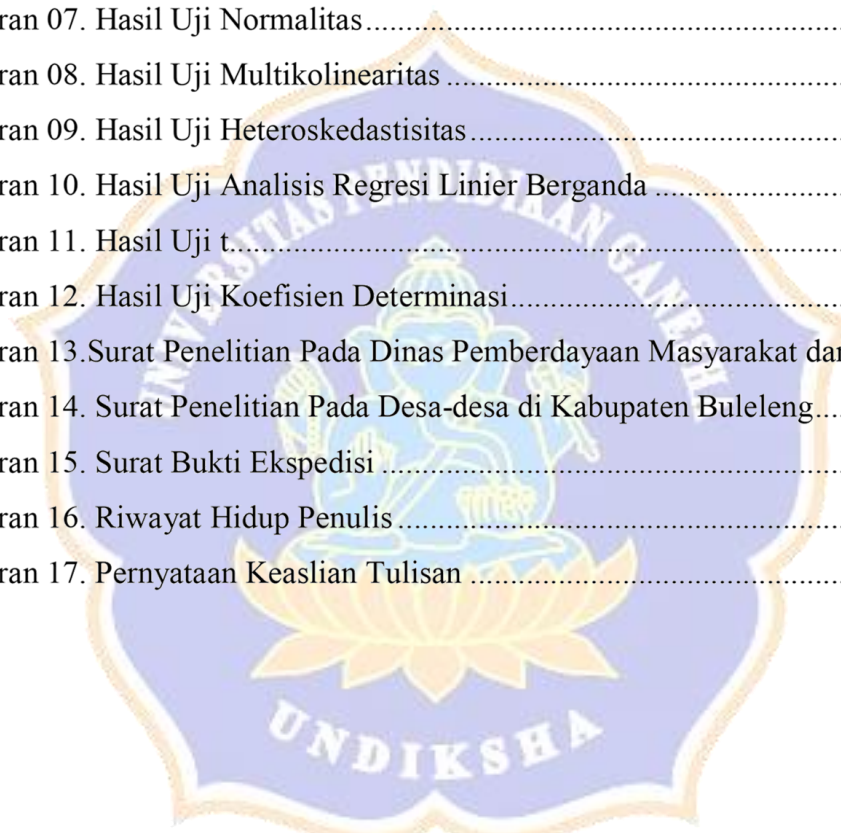 ran 07. Hasil Uji Normalitas........................................................
ran 08. Hasil Uji Multikolinearitas ...............................................
ran 09. Hasil Uji Heteroskedastisitas............................................
ran 10. Hasil Uji Analisis Regresi Linier Berganda ......................
ran 11. Hasil Uji t.........................................................................
ran 12. Hasil Uji Koefisien Determinasi.......................................
ran 13.Surat Penelitian Pada Dinas Pemberdayaan Masyarakat dan
ran 14. Surat Penelitian Pada Desa-desa di Kabupaten Buleleng....
ran 15. Surat Bukti Ekspedisi .......................................................
ran 16. Riwayat Hidup Penulis .....................................................
ran 17. Pernyataan Keaslian Tulisan ............................................
UNIVERSITAS PENDIDIKAN GANESH
UNDIKSHA